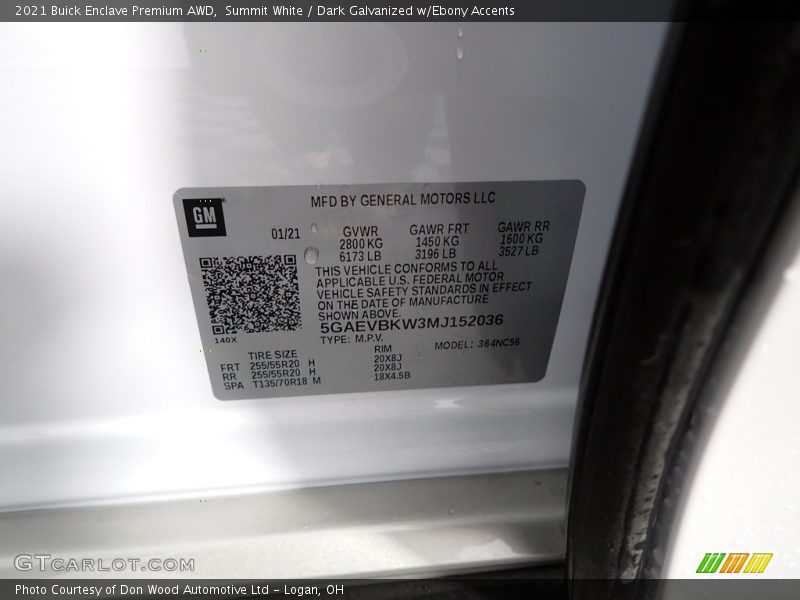 2021 Buick Enclave Premium AWD, Summit White / Dark Galvanized w/Ebony Accents
GM
MFD BY GENERAL MOTORS LLC
01/21 GVWR GAWR FRT GAWR RR
2800 KG 1450 KG 1600 KG
6173 LB 3196 LB 3527 LB
THIS VEHICLE CONFORMS TO ALL
APPLICABLE U.S. FEDERAL MOTOR
VEHICLE SAFETY STANDARDS IN EFFECT
ON THE DATE OF MANUFACTURE
SHOWN ABOVE.
5GAEVBKW3MJ152036
140X
TYPE: M.P.V. MODEL: 364NC56
TIRE SIZE RIM
FRT 255/55R20 H 20X8J
RR 255/55R20 H 20X8J
SPA T135/70R18 M 18X4.5B
GTCARLOT.COM
Photo Courtesy of Don Wood Automotive Ltd - Logan, OH